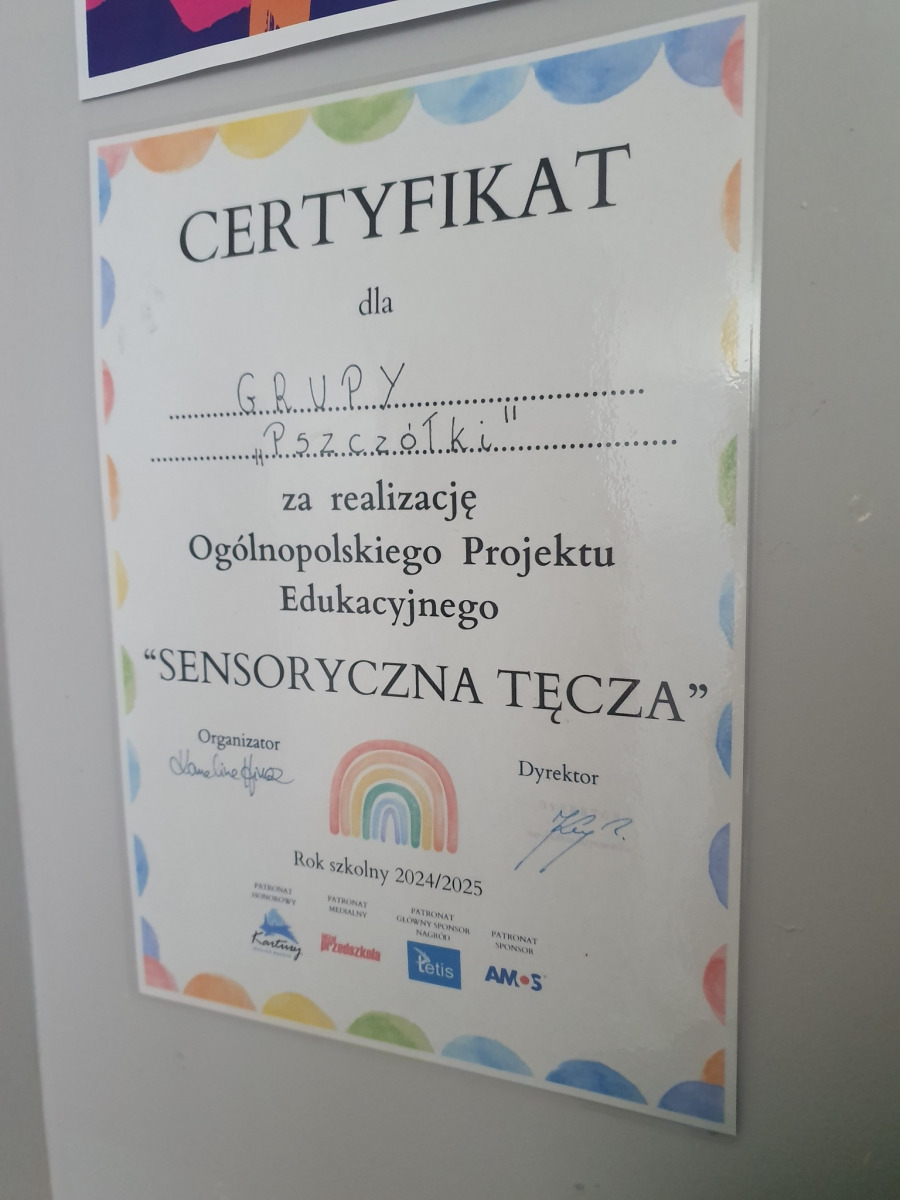 CERTYFIKAT
dla
GRUPY
„Pszczółki"
za realizację
Ogólnopolskiego Projektu
Edukacyjnego
“SENSORYCZNA TĘCZA”
Organizator
Dyrektor
Rok szkolny 2024/2025
PATRONAT
HONOROWY
PATRONAT
MEDIALNY
PATRONAT
GŁÓWNY SPONSOR
NAGRÓD
PATRONAT
SPONSOR
Kartuzy
przedszkola
tetis
AMOS